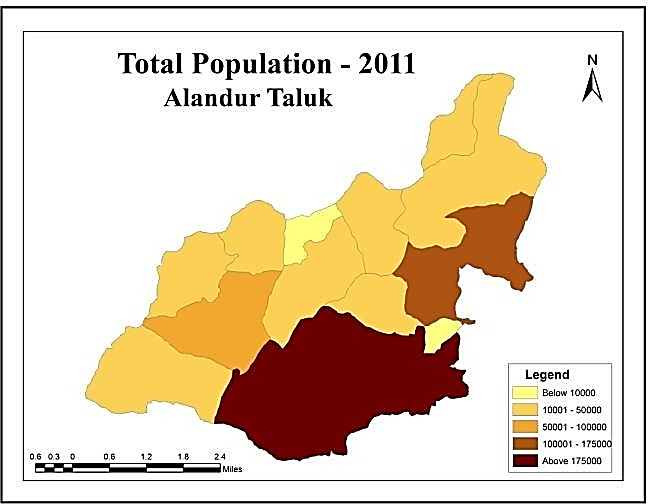 Total Population - 2011
Alandur Taluk
N
Legend
Below 10000
10001 - 50000
50001 - 100000
100001 - 175000
Above 175000
0.6 0.3 0 0.6 1.2 1.8 2.4
Miles